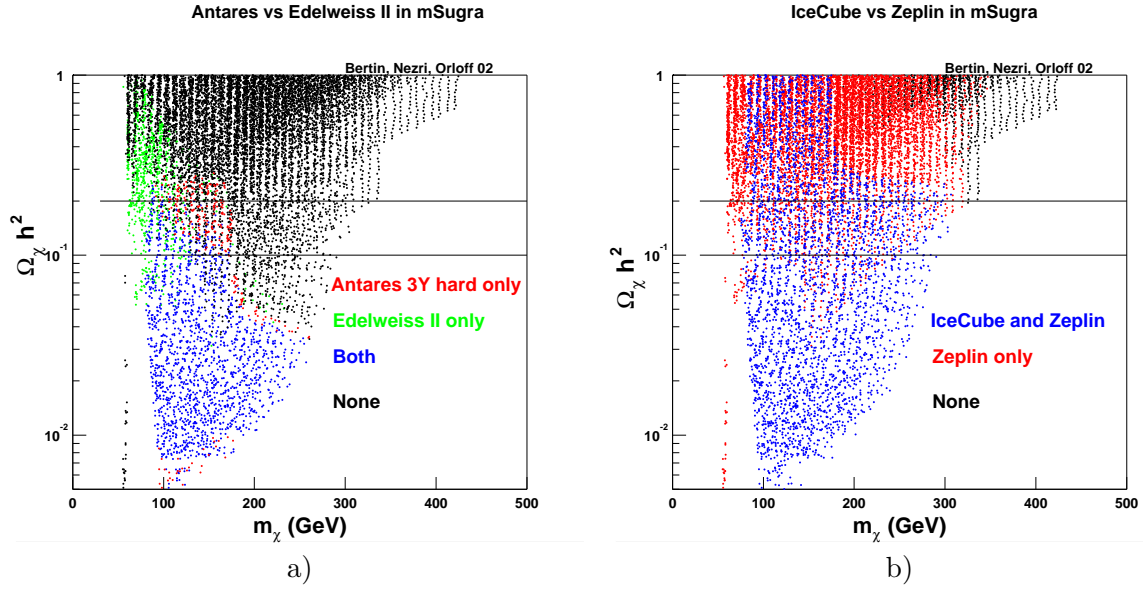 Antares vs Edelweiss II in mSugra
Bertin, Nezri, Orloff 02
1
10⁻¹
10⁻²
Ω_χ h²
Antares 3Y hard only
Edelweiss II only
Both
None
0 100 200 300 400 500
m_χ (GeV)
a)
IceCube vs Zeplin in mSugra
Bertin, Nezri, Orloff 02
1
10⁻¹
10⁻²
Ω_χ h²
IceCube and Zeplin
Zeplin only
None
0 100 200 300 400 500
m_χ (GeV)
b)